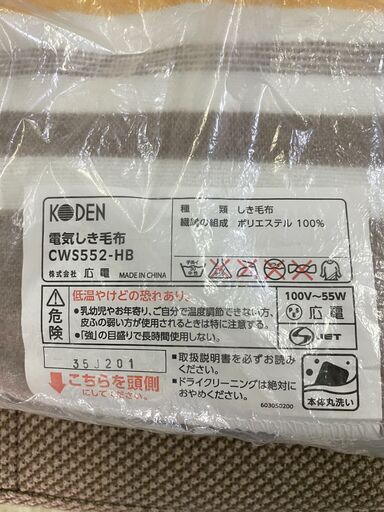 KODEN
電気しき毛布
CWS552-HB
株式会社 広電 MADE IN CHINA
種 類 しき毛布
繊維の組成 ポリエステル 100%
危険
低温やけどの恐れあり。
●乳幼児やお年寄り、ご自分で温度調節できない方、
皮ふの弱い方が使用されるときは特に注意する。
●「強」の目盛りで長時間使用しない。
100V～55W
広電
JET
35J201
こちらを頭側
にしてください。
■取扱説明書を必ずお読み
ください。
■ドライクリーニングは絶対に
おやめください。
603050200
本体丸洗い